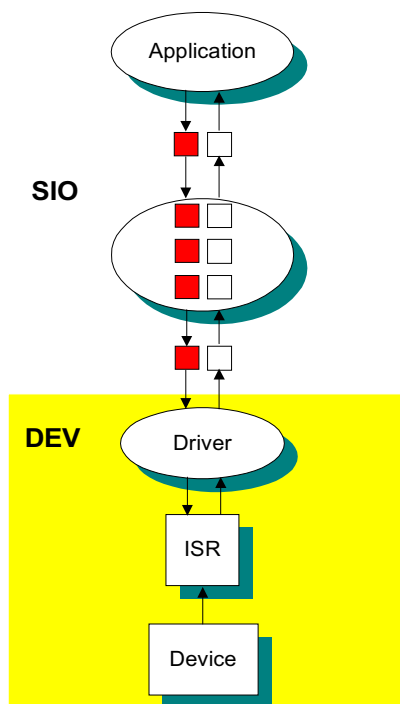 Application
SIO
DEV
Driver
ISR
Device